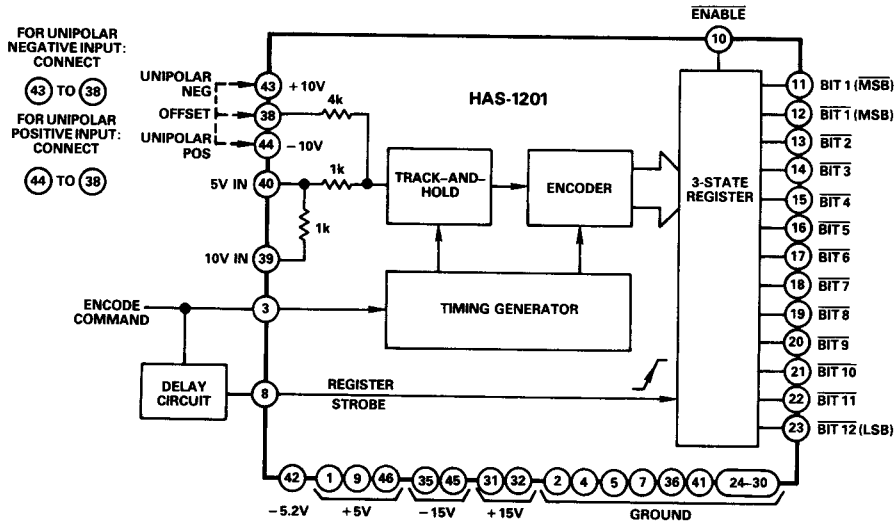 FOR UNIPOLAR
NEGATIVE INPUT:
CONNECT
43 TO 38
FOR UNIPOLAR
POSITIVE INPUT:
CONNECT
44 TO 38
UNIPOLAR
NEG
43 +10V
OFFSET
38
4k
UNIPOLAR
POS
44 −10V
5V IN
40
1k
1k
10V IN
39
HAS-1201
TRACK-AND-
HOLD
ENCODER
3-STATE
REGISTER
TIMING GENERATOR
ENCODE
COMMAND
3
DELAY
CIRCUIT
8
REGISTER
STROBE
ENABLE
10
11 BIT 1 (MSB)
12 BIT 1 (MSB)
13 BIT 2
14 BIT 3
15 BIT 4
16 BIT 5
17 BIT 6
18 BIT 7
19 BIT 8
20 BIT 9
21 BIT 10
22 BIT 11
23 BIT 12 (LSB)
42 1 9 46 35 45 31 32 2 4 5 7 36 41 24–30
−5.2V +5V −15V +15V GROUND